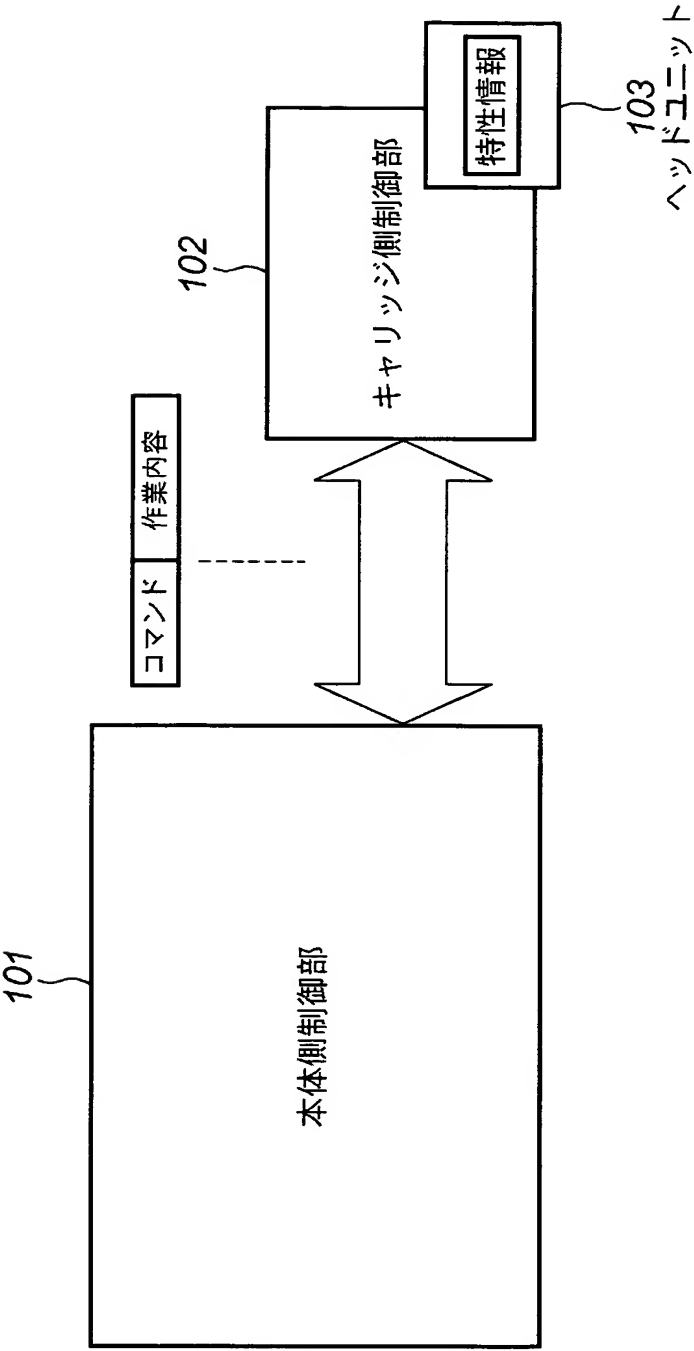 101
本体側制御部
コマンド 作業内容
102
キャリッジ側制御部
特性情報
103
ヘッドユニット